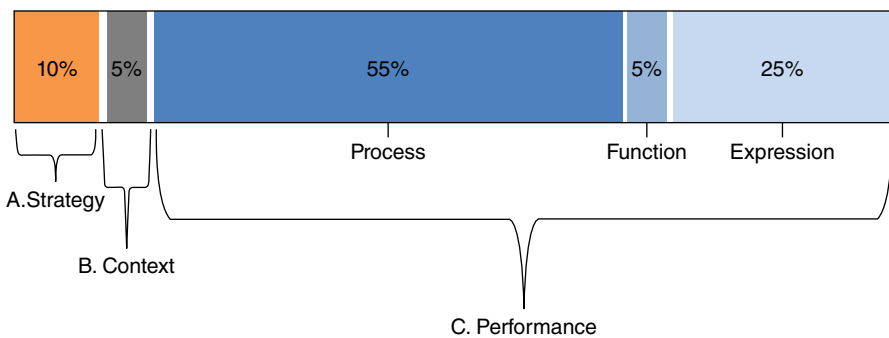 10%
5%
55%
5%
25%
Process
Function
Expression
A.Strategy
B. Context
C. Performance